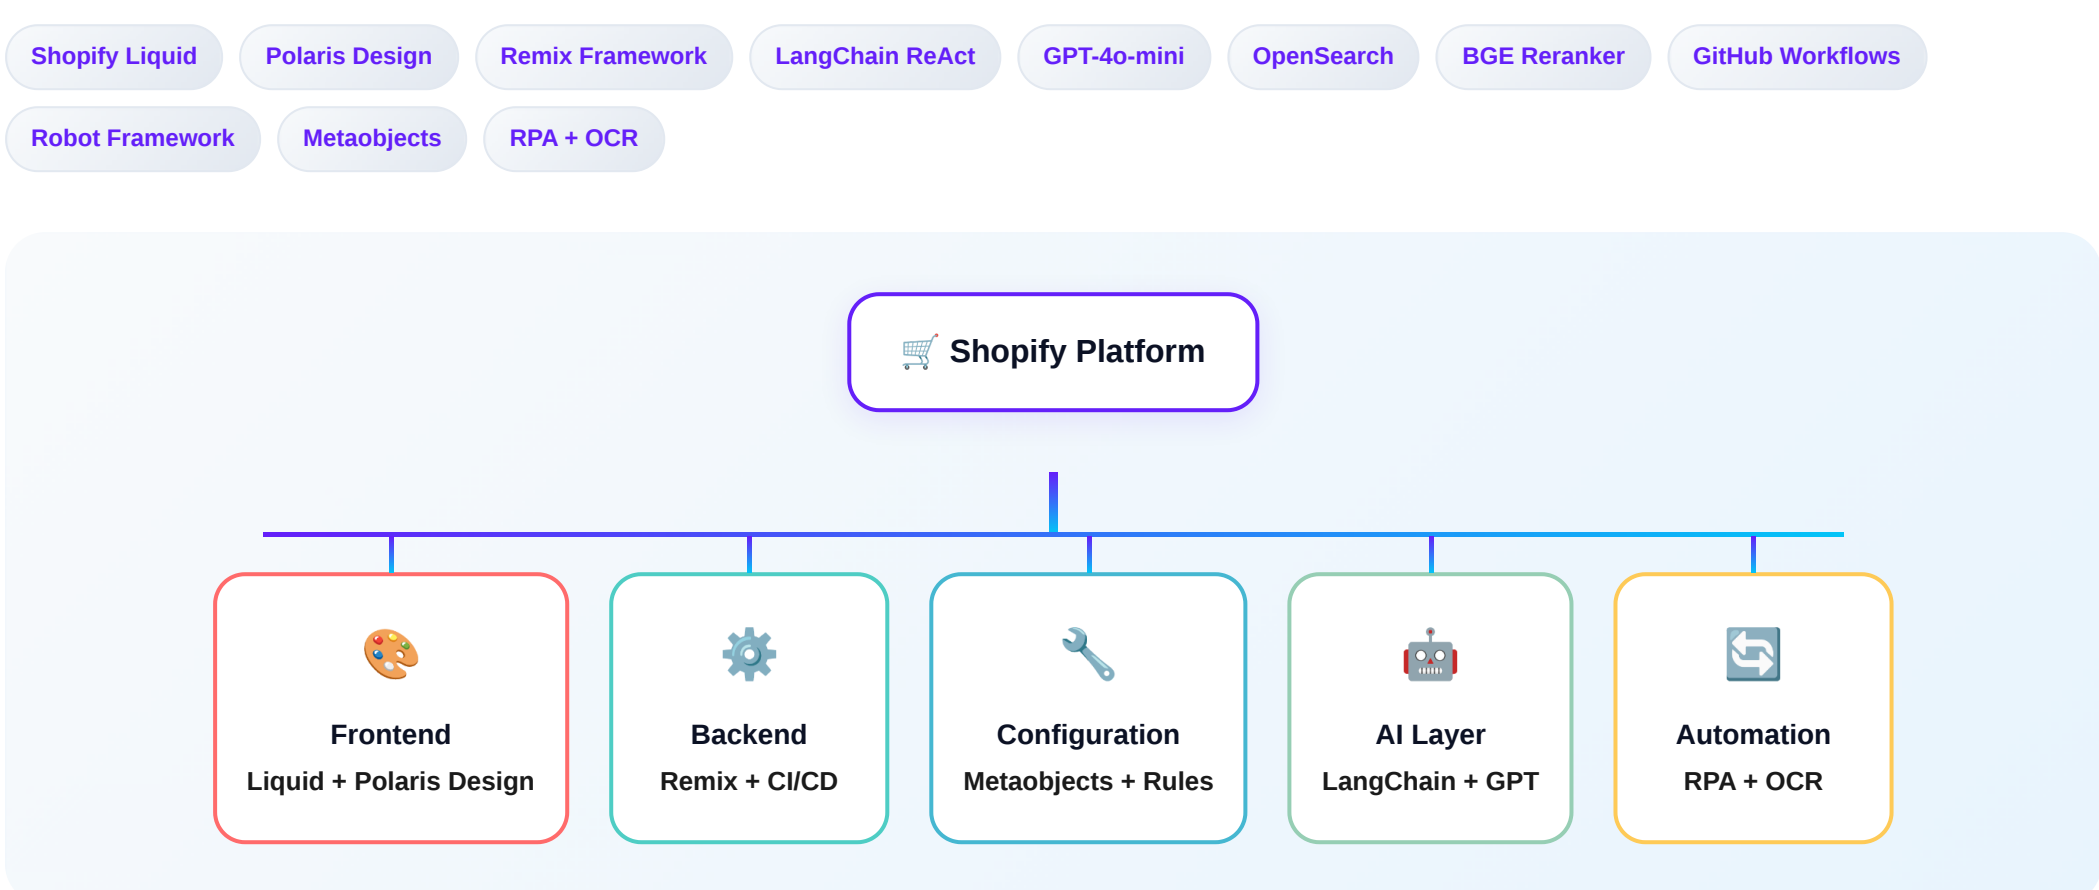 Shopify Liquid Polaris Design Remix Framework LangChain ReAct GPT-4o-mini OpenSearch BGE Reranker GitHub Workflows
Robot Framework Metaobjects RPA + OCR
🛒 Shopify Platform
Frontend
Liquid + Polaris Design
Backend
Remix + CI/CD
Configuration
Metaobjects + Rules
AI Layer
LangChain + GPT
Automation
RPA + OCR